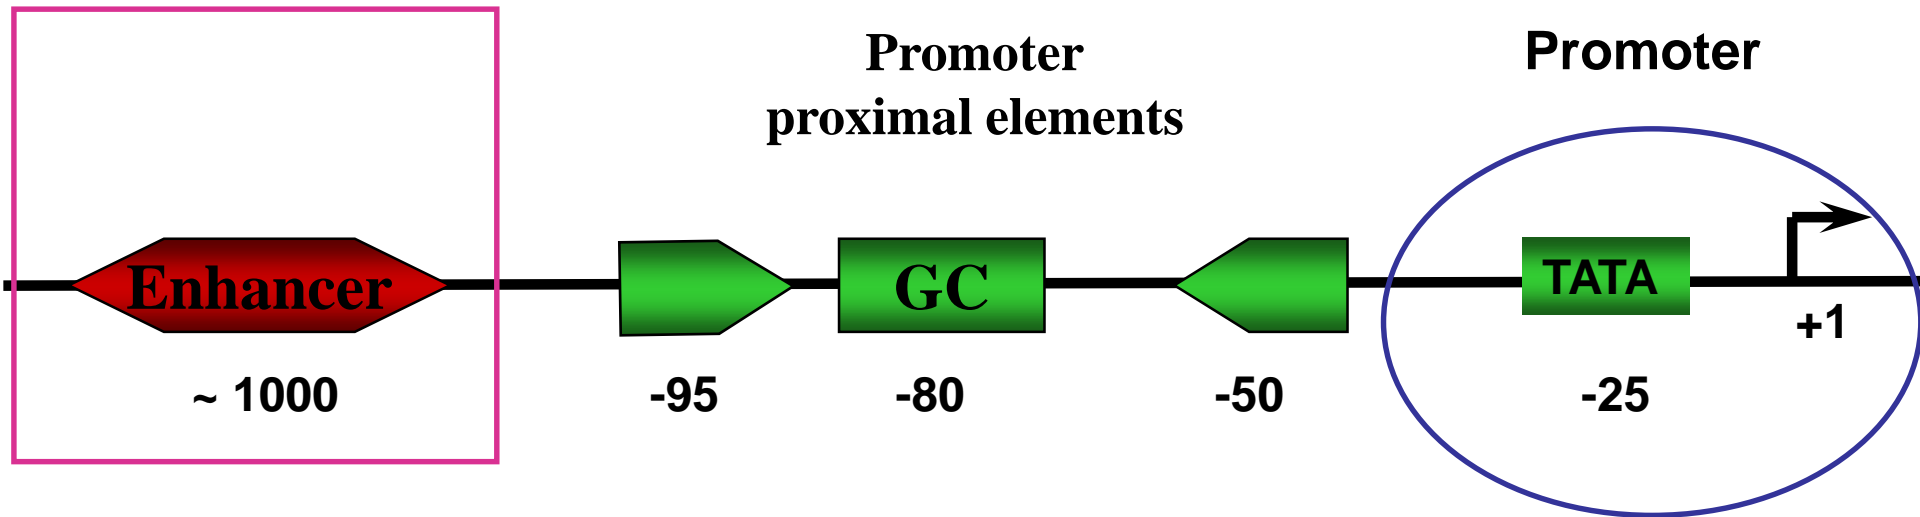 Promoter
proximal elements
Promoter
Enhancer
GC
TATA
+1
~ 1000
-95
-80
-50
-25